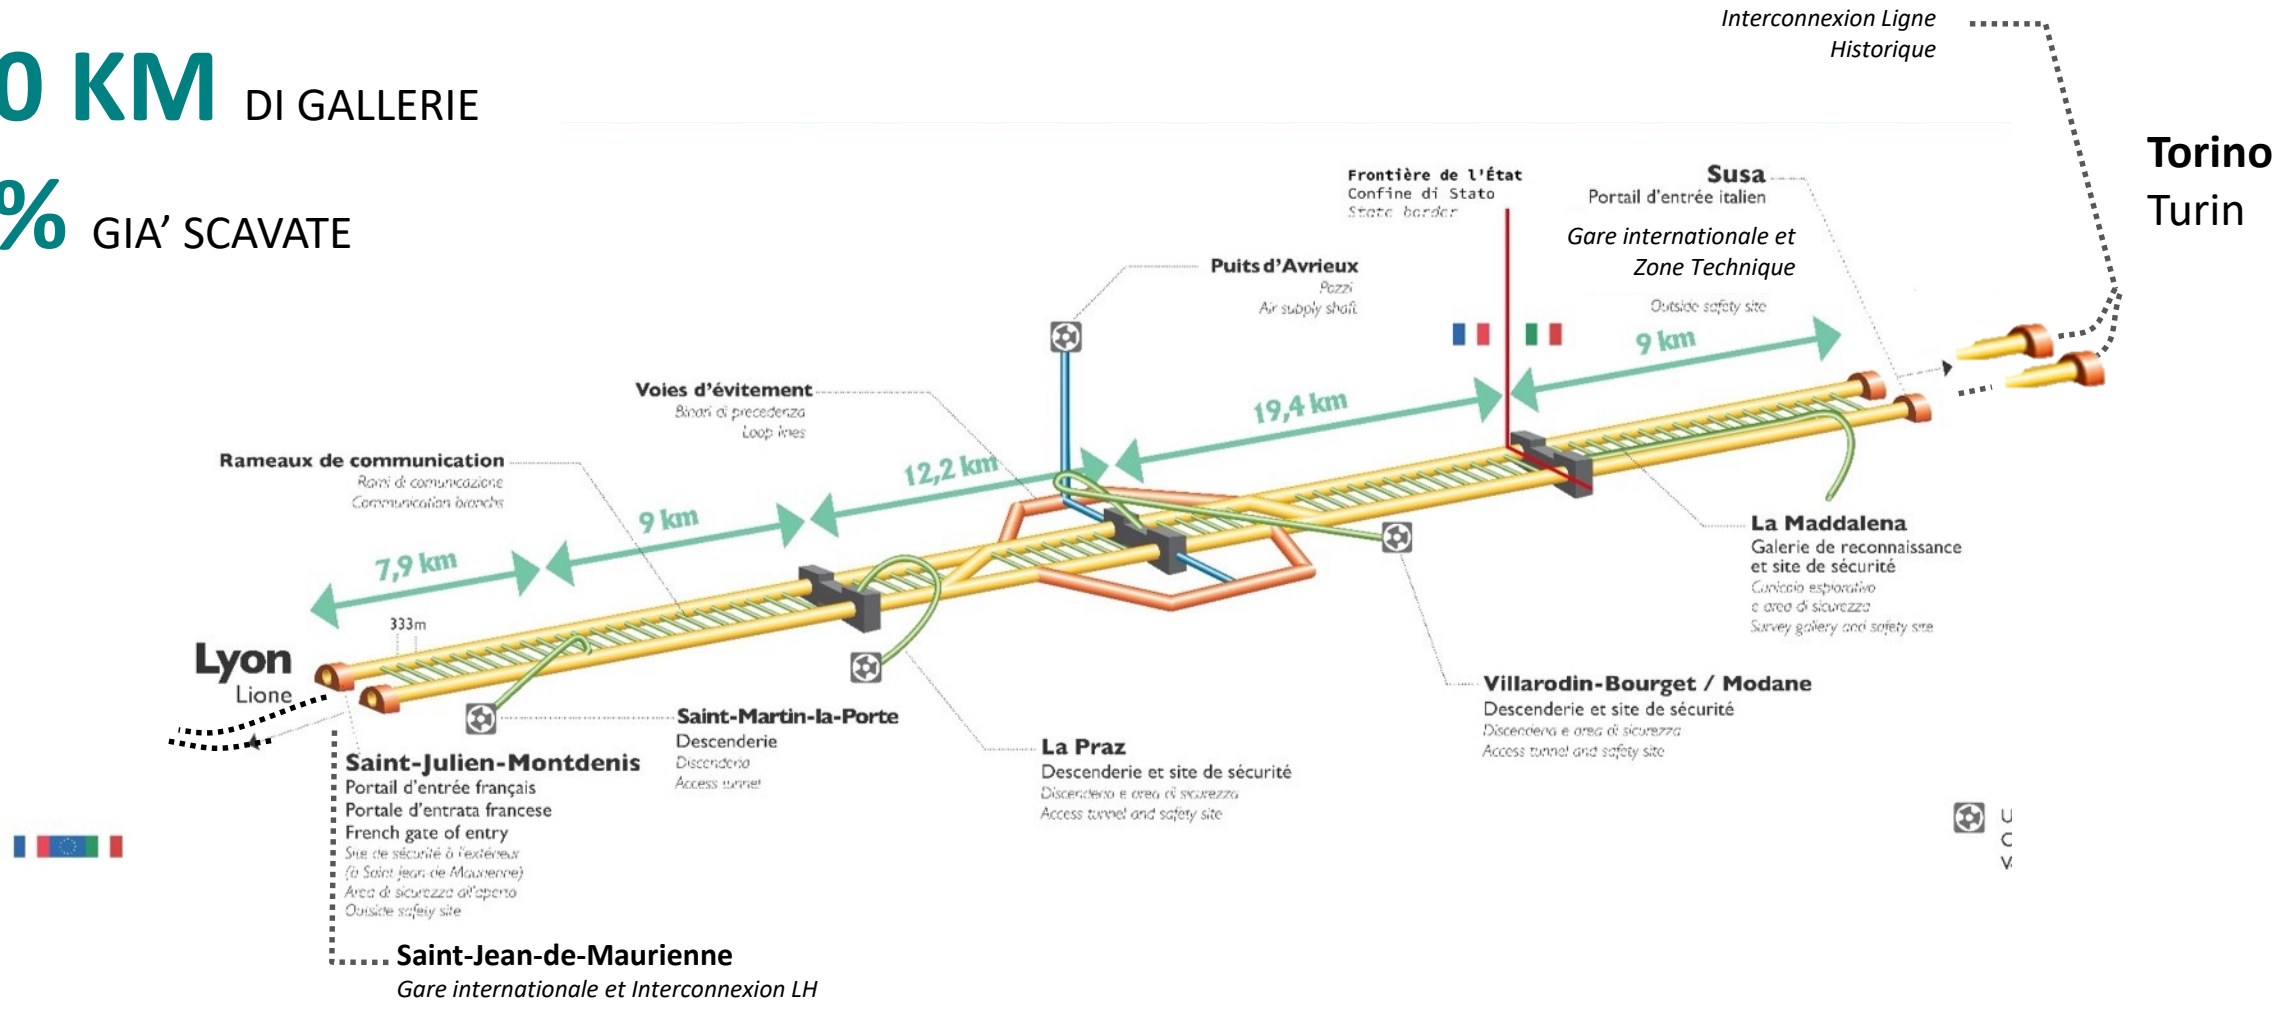 0 KM DI GALLERIE
% GIA’ SCAVATE
Interconnexion Ligne
Historique
Torino
Turin
Frontière de l'État
Confine di Stato
State border
Susa
Portail d'entrée italien
Gare internationale et
Zone Technique
Outside safety site
Puits d'Avrieux
Pozzi
Air supply shaft
Voies d'évitement
Binari di precedenza
Loop lines
Rameaux de communication
Rami di comunicazione
Communication branchs
7,9 km
9 km
12,2 km
19,4 km
9 km
333m
Lyon
Lione
La Maddalena
Galerie de reconnaissance
et site de sécurité
Cunicolo esplorativo
e area di sicurezza
Survey gallery and safety site
Villarodin-Bourget / Modane
Descenderie et site de sécurité
Discenderia e area di sicurezza
Access tunnel and safety site
Saint-Martin-la-Porte
Descenderie
Discenderia
Access tunnel
La Praz
Descenderie et site de sécurité
Discenderia e area di sicurezza
Access tunnel and safety site
Saint-Julien-Montdenis
Portail d'entrée français
Portale d'entrata francese
French gate of entry
Site de sécurité à l'extérieur
(à Saint-Jean de Maurienne)
Area di sicurezza all'aperto
Outside safety site
Saint-Jean-de-Maurienne
Gare internationale et Interconnexion LH